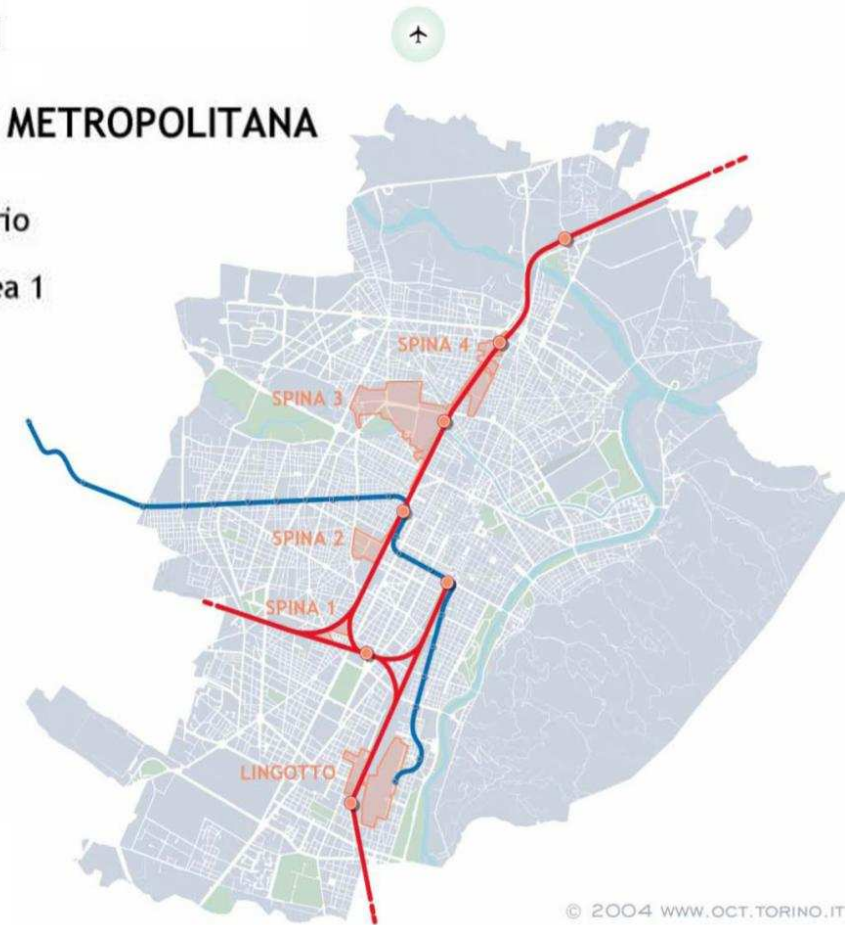 METROPOLITANA
rio
ea 1
SPINA 4
SPINA 3
SPINA 2
SPINA 1
LINGOTTO
© 2004 WWW.OCT.TORINO.IT